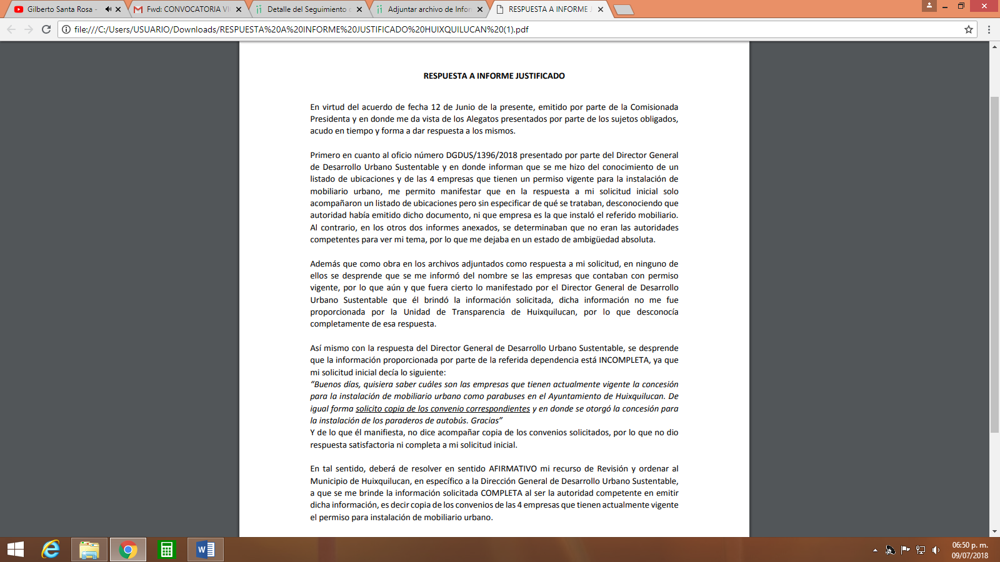 Gilberto Santa Rosa -
Fwd: CONVOCATORIA VI
Detalle del Seguimiento
Adjuntar archivo de Infor
RESPUESTA A INFORME J
file:///C:/Users/USUARIO/Downloads/RESPUESTA%20A%20INFORME%20JUSTIFICADO%20HUIXQUILUCAN%20(1).pdf
RESPUESTA A INFORME JUSTIFICADO
En virtud del acuerdo de fecha 12 de Junio de la presente, emitido por parte de la Comisionada
Presidenta y en donde me da vista de los Alegatos presentados por parte de los sujetos obligados,
acudo en tiempo y forma a dar respuesta a los mismos.
Primero en cuanto al oficio número DGDUS/1396/2018 presentado por parte del Director General
de Desarrollo Urbano Sustentable y en donde informan que se me hizo del conocimiento de un
listado de ubicaciones y de las 4 empresas que tienen un permiso vigente para la instalación de
mobiliario urbano, me permito manifestar que en la respuesta a mi solicitud inicial solo
acompañaron un listado de ubicaciones pero sin especificar de qué se trataban, desconociendo que
autoridad había emitido dicho documento, ni que empresa es la que instaló el referido mobiliario.
Al contrario, en los otros dos informes anexados, se determinaban que no eran las autoridades
competentes para ver mi tema, por lo que me dejaba en un estado de ambigüedad absoluta.
Además que como obra en los archivos adjuntados como respuesta a mi solicitud, en ninguno de
ellos se desprende que se me informó del nombre se las empresas que contaban con permiso
vigente, por lo que aún y que fuera cierto lo manifestado por el Director General de Desarrollo
Urbano Sustentable que él brindó la información solicitada, dicha información no me fue
proporcionada por la Unidad de Transparencia de Huixquilucan, por lo que desconocía
completamente de esa respuesta.
Así mismo con la respuesta del Director General de Desarrollo Urbano Sustentable, se desprende
que la información proporcionada por parte de la referida dependencia está INCOMPLETA, ya que
mi solicitud inicial decía lo siguiente:
“Buenos días, quisiera saber cuáles son las empresas que tienen actualmente vigente la concesión
para la instalación de mobiliario urbano como parabuses en el Ayuntamiento de Huixquilucan. De
igual forma solicito copia de los convenio correspondientes y en donde se otorgó la concesión para
la instalación de los paraderos de autobús. Gracias”
Y de lo que él manifiesta, no dice acompañar copia de los convenios solicitados, por lo que no dio
respuesta satisfactoria ni completa a mi solicitud inicial.
En tal sentido, deberá de resolver en sentido AFIRMATIVO mi recurso de Revisión y ordenar al
Municipio de Huixquilucan, en específico a la Dirección General de Desarrollo Urbano Sustentable,
a que se me brinde la información solicitada COMPLETA al ser la autoridad competente en emitir
dicha información, es decir copia de los convenios de las 4 empresas que tienen actualmente vigente
el permiso para instalación de mobiliario urbano.
06:50 p. m.
09/07/2018